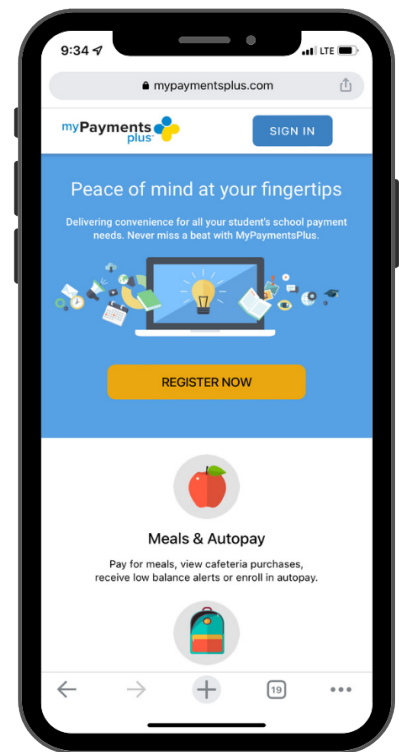 9:34
LTE
mypaymentsplus.com
myPayments
plus
SIGN IN
Peace of mind at your fingertips
Delivering convenience for all your student's school payment
needs. Never miss a beat with MyPaymentsPlus.
REGISTER NOW
Meals & Autopay
Pay for meals, view cafeteria purchases,
receive low balance alerts or enroll in autopay.
19